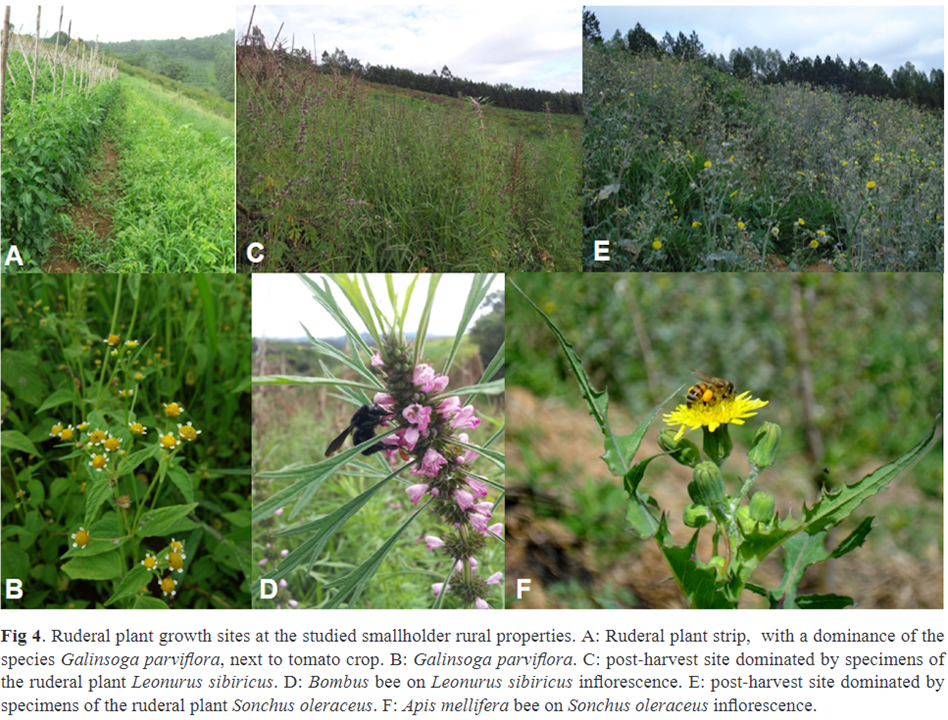 A
C
E
B
D
F
Fig 4. Ruderal plant growth sites at the studied smallholder rural properties. A: Ruderal plant strip, with a dominance of the
species Galinsoga parviflora, next to tomato crop. B: Galinsoga parviflora. C: post-harvest site dominated by specimens of
the ruderal plant Leonurus sibiricus. D: Bombus bee on Leonurus sibiricus inflorescence. E: post-harvest site dominated by
specimens of the ruderal plant Sonchus oleraceus. F: Apis mellifera bee on Sonchus oleraceus inflorescence.